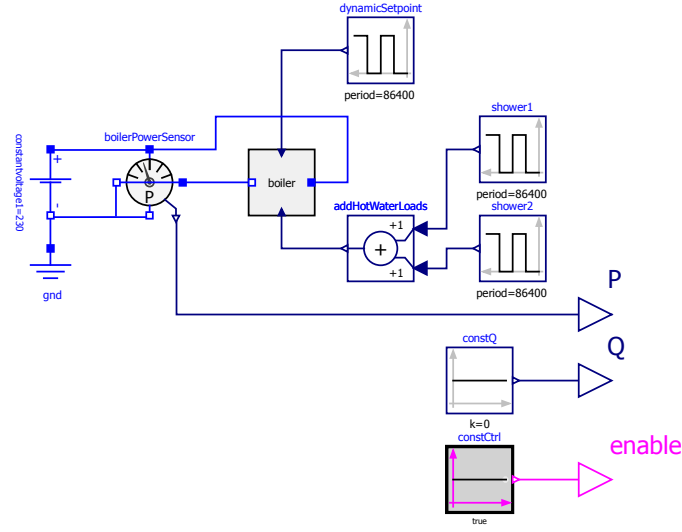 dynamicSetpoint
period=86400
shower1
period=86400
boilerPowerSensor
constantvoltage1=230
+
-
P
boiler
addHotWaterLoads
+1
+
+1
shower2
period=86400
gnd
P
Q
constQ
k=0
constCtrl
enable
true